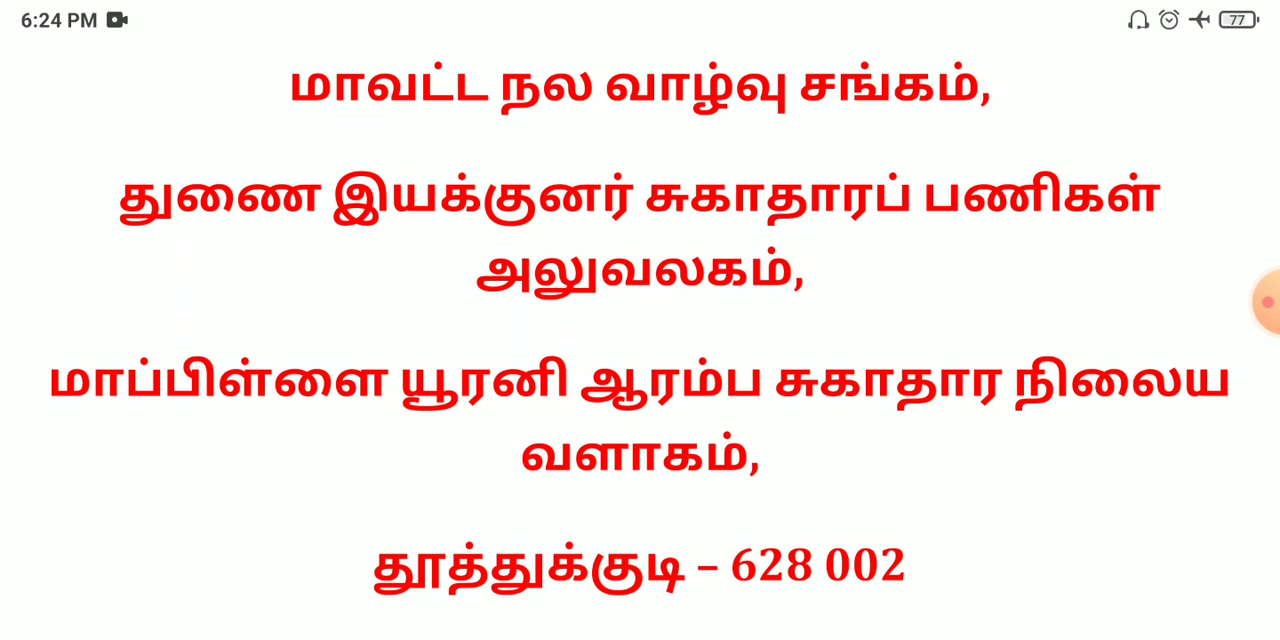 6:24 PM 77
மாவட்ட நல வாழ்வு சங்கம்,
துணை இயக்குனர் சுகாதாரப் பணிகள்
அலுவலகம்,
மாப்பிள்ளை யூரனி ஆரம்ப சுகாதார நிலைய
வளாகம்,
தூத்துக்குடி – 628 002